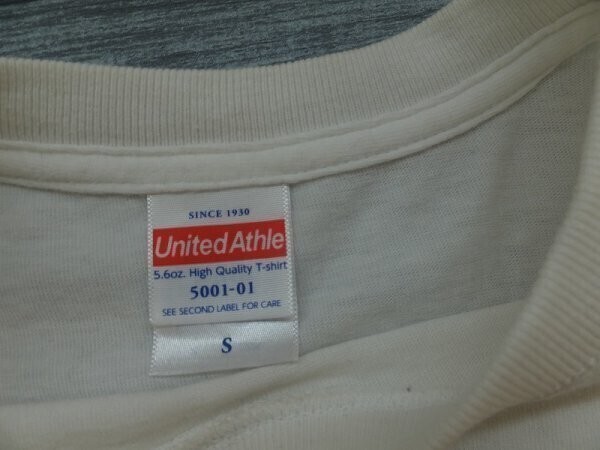 SINCE 1930
United Athle
5.6oz. High Quality T-shirt
5001-01
SEE SECOND LABEL FOR CARE
S